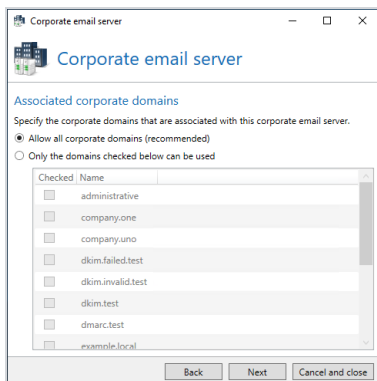 Corporate email server
Corporate email server
Associated corporate domains
Specify the corporate domains that are associated with this corporate email server.
Allow all corporate domains (recommended)
Only the domains checked below can be used
Checked Name
administrative
company.one
company.uno
dkim.failed.test
dkim.invalid.test
dkim.test
dmarc.test
example.local
Back Next Cancel and close